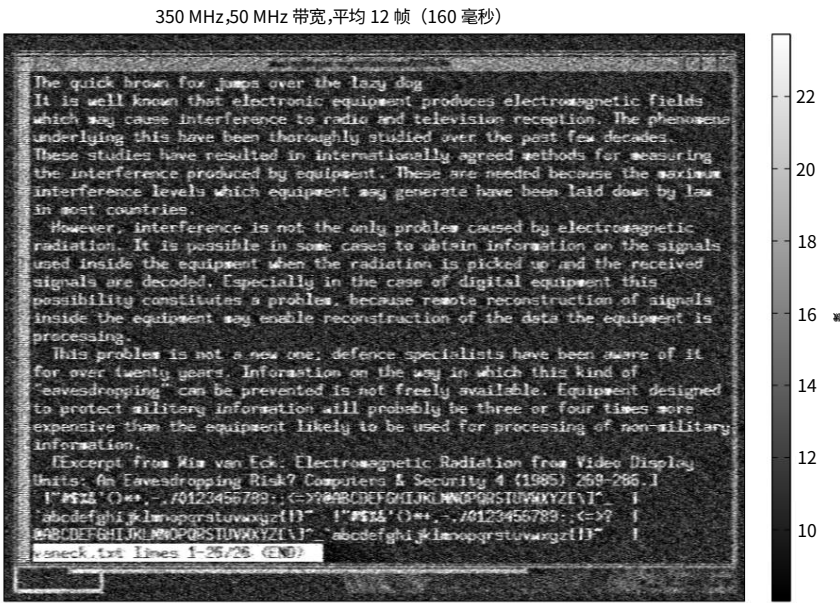 350 MHz,50 MHz 带宽,平均 12 帧（160 毫秒）
The quick brown fox jumps over the lazy dog
It is well known that electronic equipment produces electromagnetic fields
which may cause interference to radio and television reception. The phenomena
underlying this have been thoroughly studied over the past few decades.
These studies have resulted in internationally agreed methods for measuring
the interference produced by equipment. These are needed because the maximum
interference levels which equipment may generate have been laid down by law
in most countries.
However, interference is not the only problem caused by electromagnetic
radiation. It is possible in some cases to obtain information on the signals
used inside the equipment when the radiation is picked up and the received
signals are decoded. Especially in the case of digital equipment this
possibility constitutes a problem, because remote reconstruction of signals
inside the equipment may enable reconstruction of the data the equipment is
processing.
This problem is not a new one; defence specialists have been aware of it
for over twenty years. Information on the way in which this kind of
"eavesdropping" can be prevented is not freely available. Equipment designed
to protect military information will probably be three or four times more
expensive than the equipment likely to be used for processing of non-military
information.
[Excerpt from Wim van Eck: Electromagnetic Radiation from Video Display
Units: An Eavesdropping Risk? Computers & Security 4 (1985) 269-286.]
!"#$%&'()*+,-./0123456789:;<=>?@ABCDEFGHIJKLMNOPQRSTUVWXYZ[\]^_
`abcdefghijklmnopqrstuvwxyz{|}~ !"#$%&'()*+,-./0123456789:;<=>?
@ABCDEFGHIJKLMNOPQRSTUVWXYZ[\]^_`abcdefghijklmnopqrstuvwxyz{|}~
vaneck.txt lines 1-26/26 (END)
22
20
18
16
14
12
10